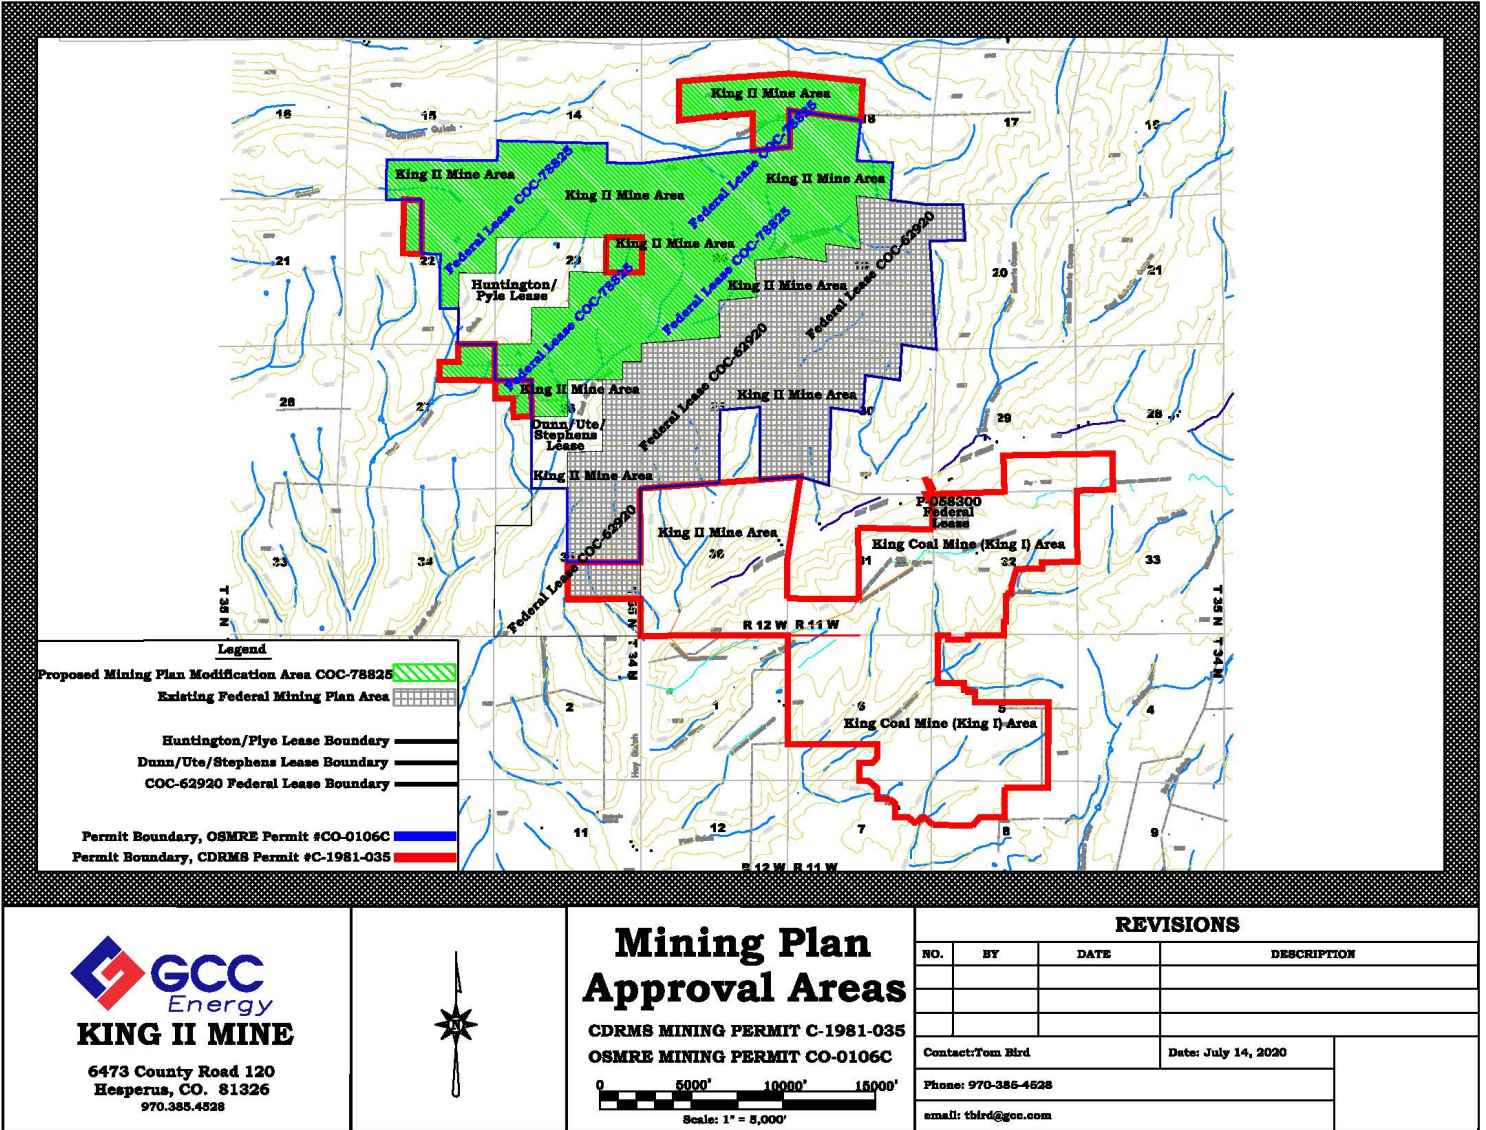 King II Mine Area
16
15
14
18
17
15
Deadman Gulch
King II Mine Area
Federal Lease COC-78825
King II Mine Area
Federal Lease COC-78825
King II Mine Area
King II Mine Area
Federal Lease COC-78825
Federal Lease COC-62920
21
22
23
20
21
Huntington/
Pyle Lease
Federal Lease COC-78825
King II Mine Area
Federal Lease COC-62920
King II Mine Area
King II Mine Area
28
27
30
29
28
Dunn/Ute/
Stephens
Lease
King II Mine Area
Federal Lease COC-62920
P-058300
Federal
Lease
King II Mine Area
King Coal Mine (King I) Area
33
34
36
31
32
33
T 35 N
T 34 N
R 12 W R 11 W
T 35 N T 34 N
2
1
6
5
4
King Coal Mine (King I) Area
Hay Gulch
11
12
7
8
9
R 12 W R 11 W
Legend
Proposed Mining Plan Modification Area COC-78825
Existing Federal Mining Plan Area
Huntington/Plye Lease Boundary
Dunn/Ute/Stephens Lease Boundary
COC-62920 Federal Lease Boundary
Permit Boundary, OSMRE Permit #CO-0106C
Permit Boundary, CDRMS Permit #C-1981-035
GCC
Energy
KING II MINE
6473 County Road 120
Hesperus, CO. 81326
970.385.4528
N
Mining Plan
Approval Areas
CDRMS MINING PERMIT C-1981-035
OSMRE MINING PERMIT CO-0106C
0 5000' 10000' 15000'
Scale: 1" = 5,000'
REVISIONS
NO. BY DATE DESCRIPTION
Contact:Tom Bird
Date: July 14, 2020
Phone: 970-385-4528
email: tbird@gcc.com